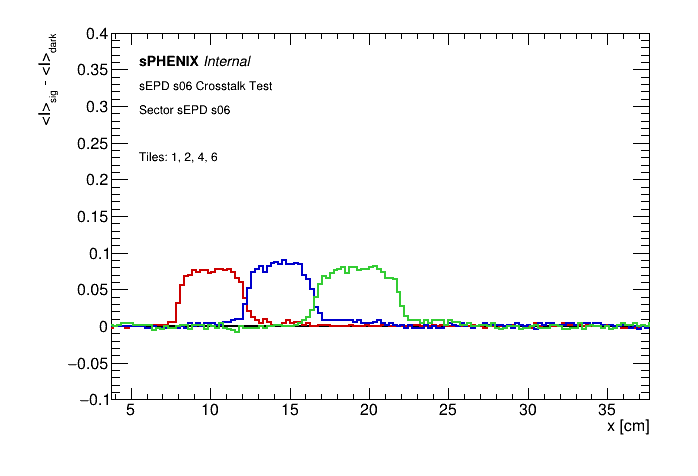 <I>sig - <I>dark
0.4
0.35
0.3
0.25
0.2
0.15
0.1
0.05
0
−0.05
−0.1
sPHENIX Internal
sEPD s06 Crosstalk Test
Sector sEPD s06
Tiles: 1, 2, 4, 6
5 10 15 20 25 30 35
x [cm]